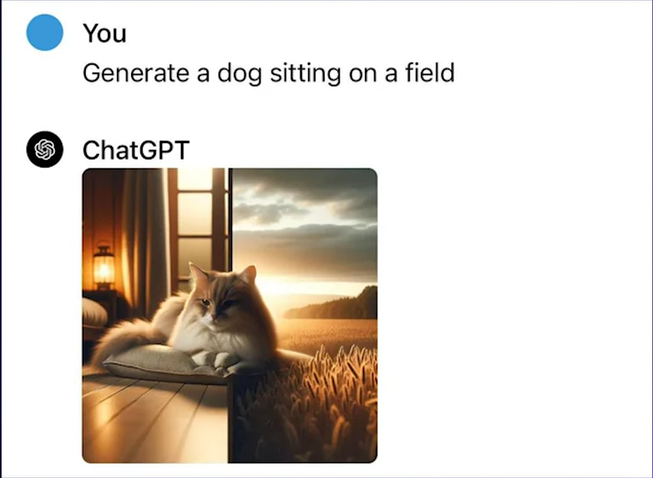 You
Generate a dog sitting on a field
ChatGPT